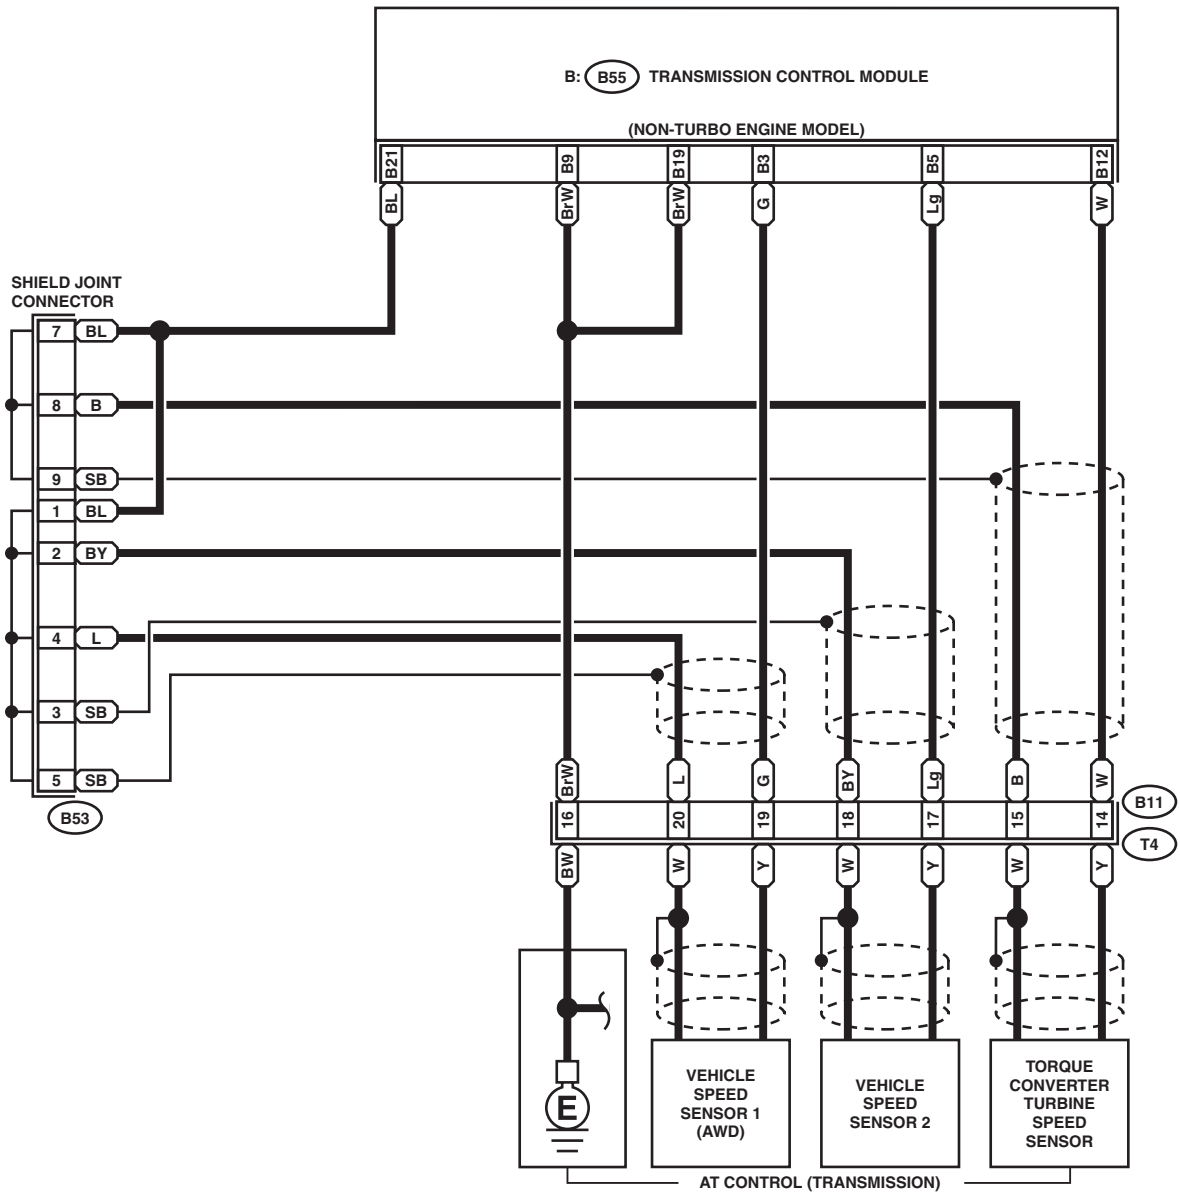 B: B55 TRANSMISSION CONTROL MODULE
(NON-TURBO ENGINE MODEL)
B21 B9 B19 B3 B5 B12
BL BrW BrW G Lg W
SHIELD JOINT
CONNECTOR
7 BL
8 B
9 SB
1 BL
2 BY
4 L
3 SB
5 SB
B53
BrW L G BY Lg B W
16 20 19 18 17 15 14
B11
T4
BW W Y W Y W Y
E
VEHICLE
SPEED
SENSOR 1
(AWD)
VEHICLE
SPEED
SENSOR 2
TORQUE
CONVERTER
TURBINE
SPEED
SENSOR
AT CONTROL (TRANSMISSION)